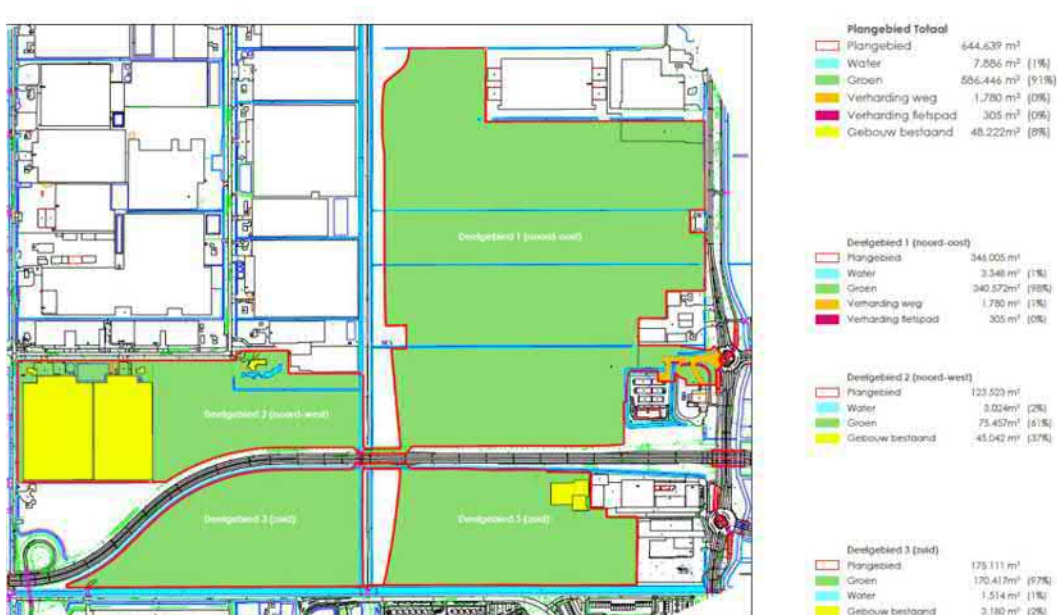 Plangebied Totaal
Plangebied 644.639 m²
Water 7.886 m² (1%)
Groen 586.446 m² (91%)
Verharding weg 1.780 m² (0%)
Verharding fietspad 305 m² (0%)
Gebouw bestaand 48.222m² (8%)
Deelgebied 1 (noord-oost)
Deelgebied 1 (noord-oost)
Plangebied 346.005 m²
Water 3.348 m² (1%)
Groen 340.572m² (98%)
Verharding weg 1.780 m² (1%)
Verharding fietspad 305 m² (0%)
Deelgebied 2 (noord-west)
Deelgebied 2 (noord-west)
Plangebied 123.523 m²
Water 3.024m² (2%)
Groen 75.457m² (61%)
Gebouw bestaand 45.042 m² (37%)
Deelgebied 3 (zuid)
Deelgebied 3 (zuid)
Deelgebied 3 (zuid)
Plangebied 175.111 m²
Groen 170.417m² (97%)
Water 1.514 m² (1%)
Gebouw bestaand 3.180 m² (2%)